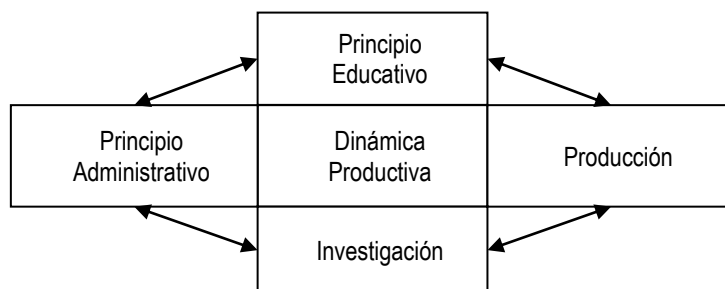 Principio
Educativo
Principio
Administrativo
Dinámica
Productiva
Producción
Investigación